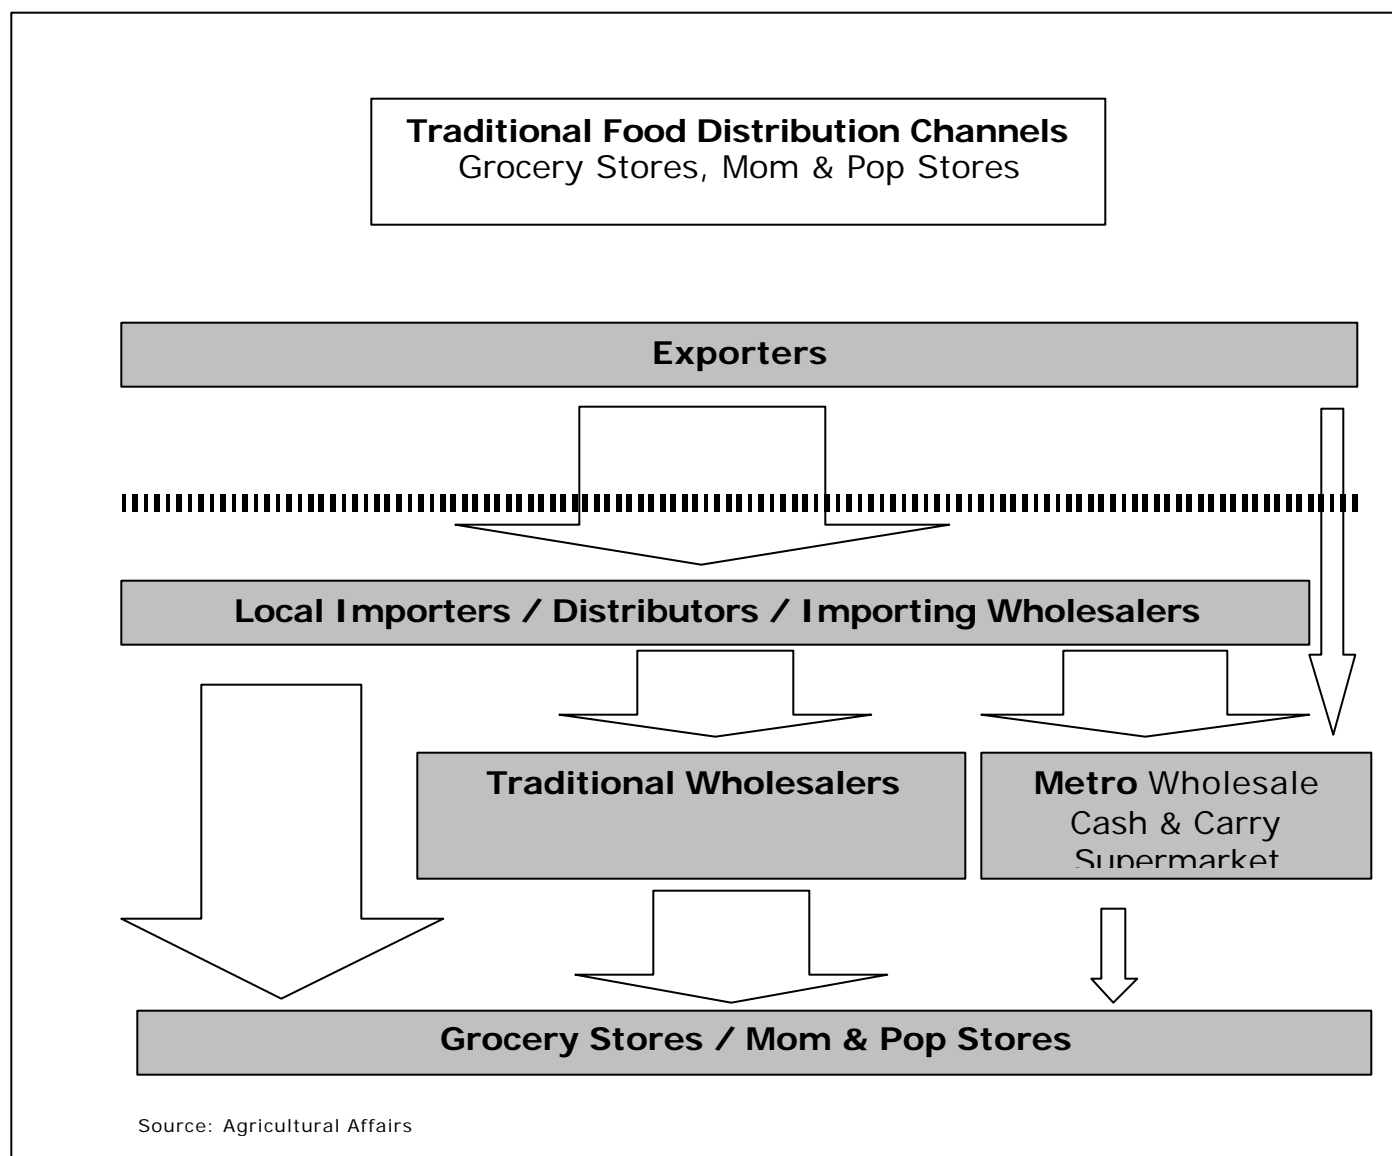 Traditional Food Distribution Channels
Grocery Stores, Mom & Pop Stores
Exporters
Local Importers / Distributors / Importing Wholesalers
Traditional Wholesalers
Metro Wholesale
Cash & Carry
Supermarket
Grocery Stores / Mom & Pop Stores
Source: Agricultural Affairs